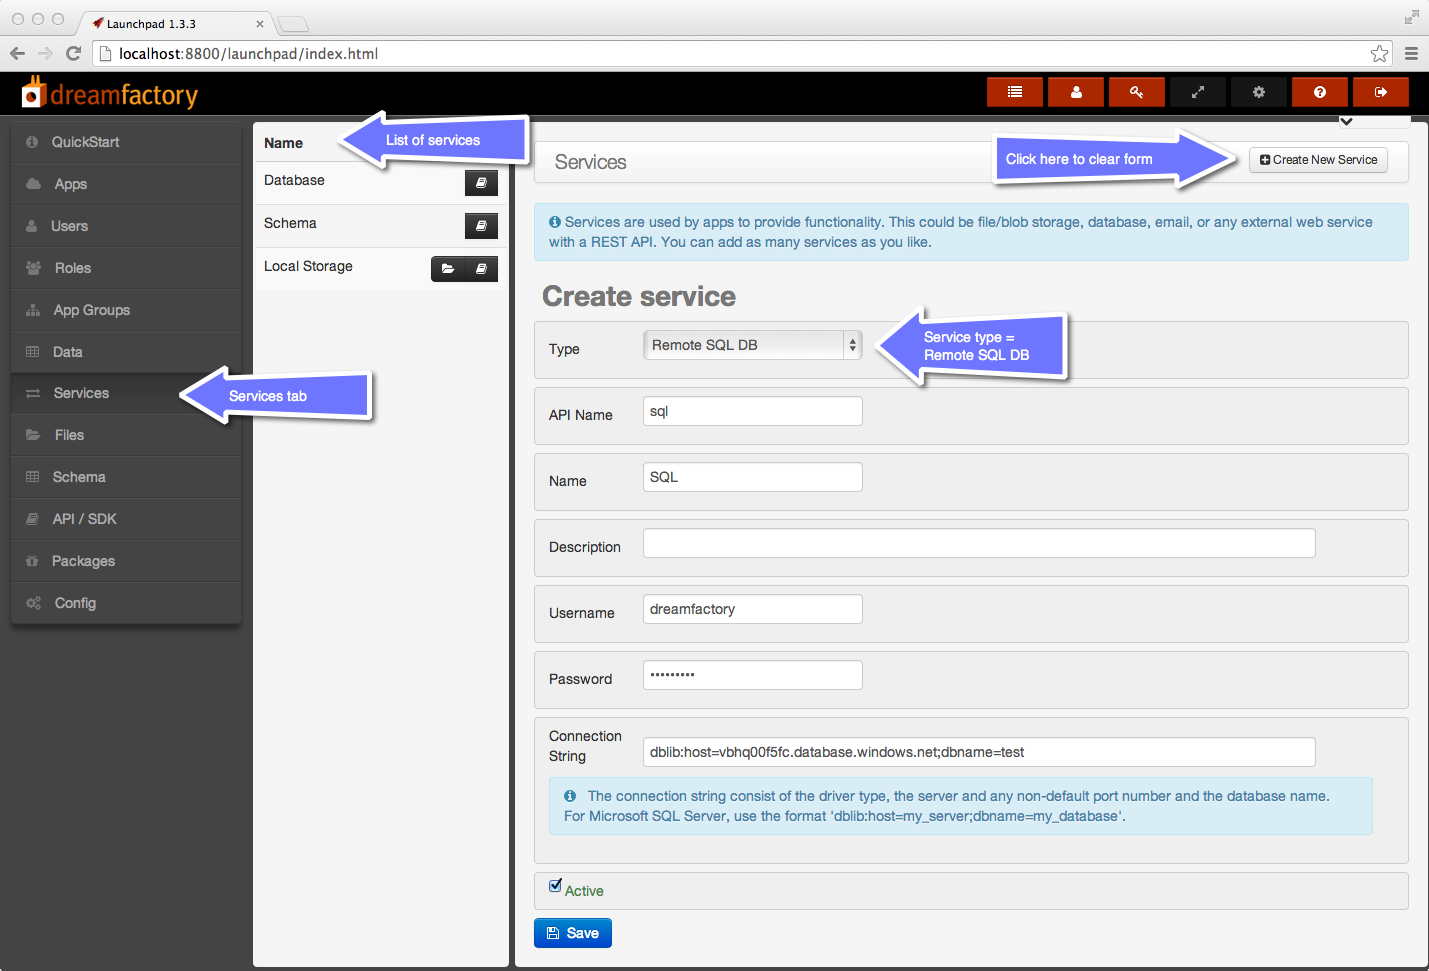 Launchpad 1.3.3
localhost:8800/launchpad/index.html
dreamfactory
QuickStart
Apps
Users
Roles
App Groups
Data
Services
Services tab
Files
Schema
API / SDK
Packages
Config
Name
List of services
Database
Schema
Local Storage
Services
Click here to clear form
Create New Service
Services are used by apps to provide functionality. This could be file/blob storage, database, email, or any external web service
with a REST API. You can add as many services as you like.
Create service
Type
Remote SQL DB
Service type =
Remote SQL DB
API Name
sql
Name
SQL
Description
Username
dreamfactory
Password
•••••••••
Connection
String
dblib:host=vbhq00f5fc.database.windows.net;dbname=test
The connection string consist of the driver type, the server and any non-default port number and the database name.
For Microsoft SQL Server, use the format 'dblib:host=my_server;dbname=my_database'.
Active
Save